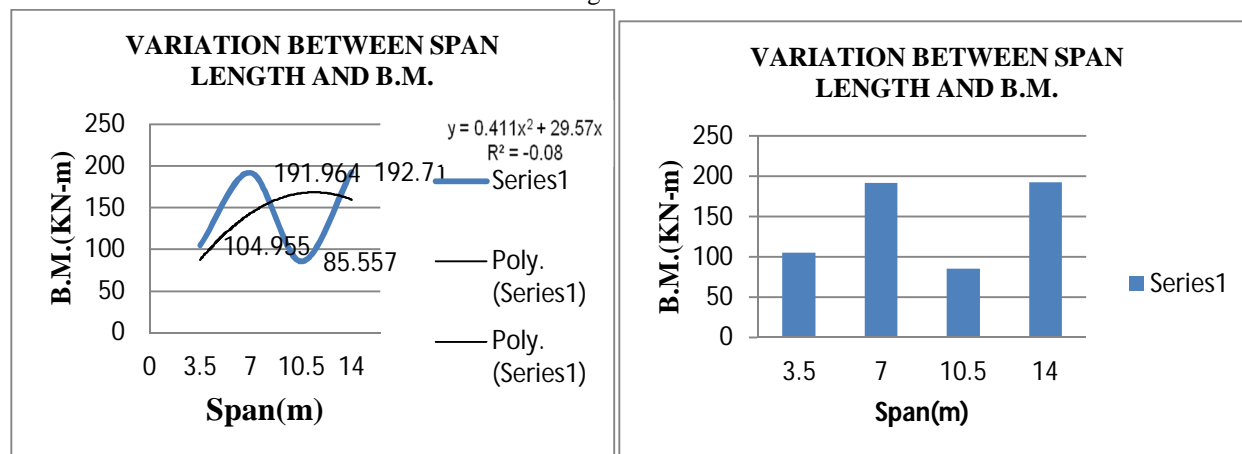 VARIATION BETWEEN SPAN
LENGTH AND B.M.
y = 0.411x² + 29.57x
R² = -0.08
B.M.(KN-m)
250
200
150
100
50
0
191.964
192.71
104.955
85.557
Series1
Poly.
(Series1)
Poly.
(Series1)
0 3.5 7 10.5 14
Span(m)
VARIATION BETWEEN SPAN
LENGTH AND B.M.
B.M.(KN-m)
250
200
150
100
50
0
Series1
3.5 7 10.5 14
Span(m)